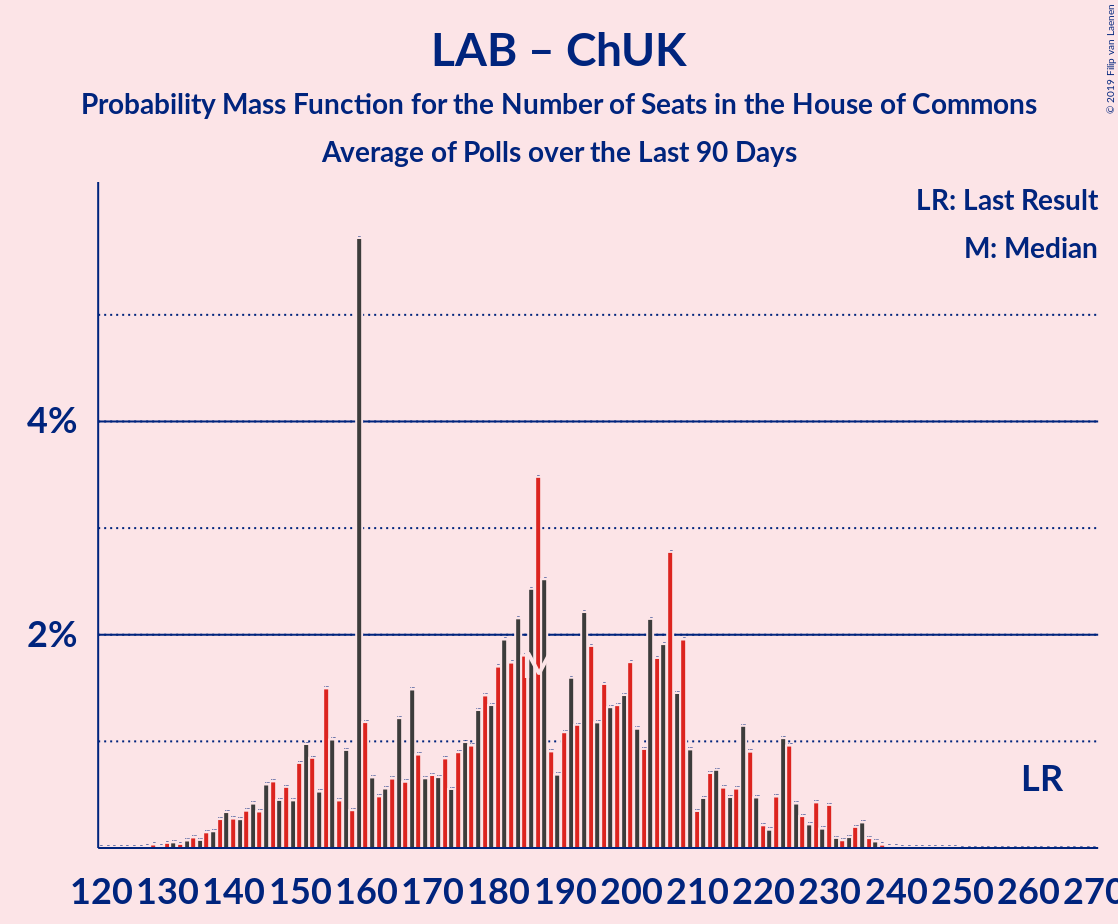 LAB – ChUK
Probability Mass Function for the Number of Seats in the House of Commons
Average of Polls over the Last 90 Days
© 2019 Filip van Laenen
LR: Last Result
M: Median
4%
2%
M
LR
120 130 140 150 160 170 180 190 200 210 220 230 240 250 260 270